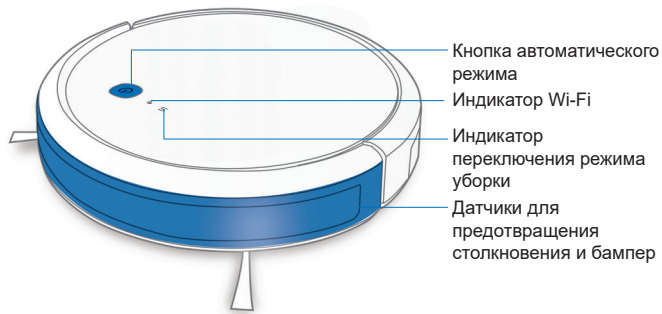 Кнопка автоматического
режима
Индикатор Wi-Fi
Индикатор
переключения режима
уборки
Датчики для
предотвращения
столкновения и бампер